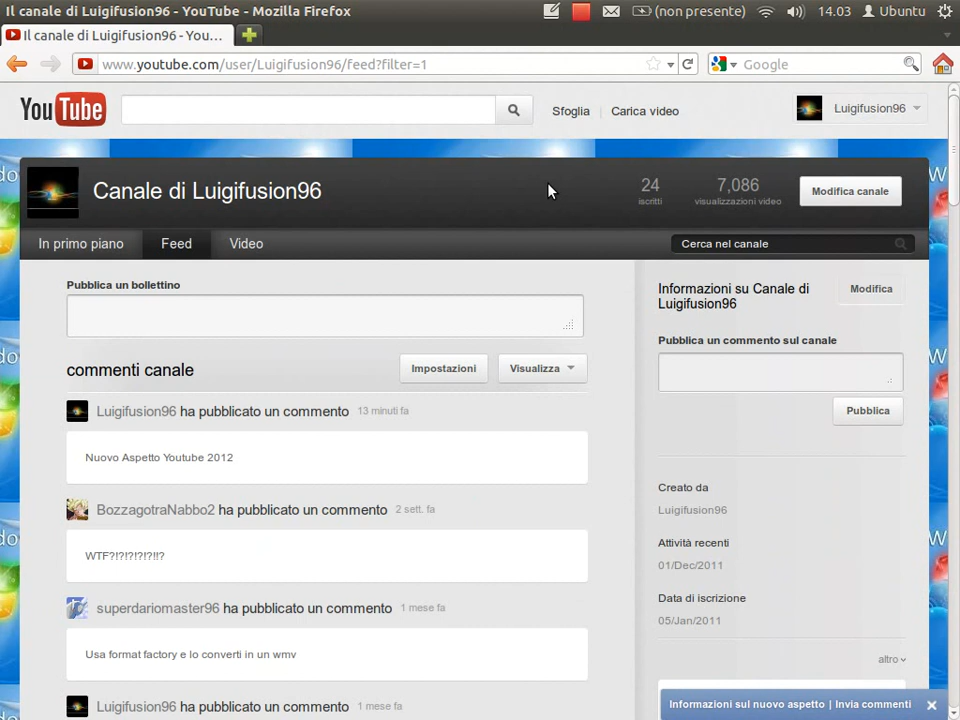 Il canale di Luigifusion96 - YouTube - Mozilla Firefox
(non presente) 14.03 Ubuntu
Il canale di Luigifusion96 - You...
www.youtube.com/user/Luigifusion96/feed?filter=1
Google
YouTube
Sfoglia | Carica video
Luigifusion96
Canale di Luigifusion96
24
iscritti
7,086
visualizzazioni video
Modifica canale
In primo piano
Feed
Video
Cerca nel canale
Pubblica un bollettino
commenti canale
Impostazioni
Visualizza
Luigifusion96 ha pubblicato un commento 13 minuti fa
Nuovo Aspetto Youtube 2012
BozzagotraNabbo2 ha pubblicato un commento 2 sett. fa
WTF?!?!?!?!?!!?
superdariomaster96 ha pubblicato un commento 1 mese fa
Usa format factory e lo converti in un wmv
Luigifusion96 ha pubblicato un commento 1 mese fa
Informazioni su Canale di
Luigifusion96
Modifica
Pubblica un commento sul canale
Pubblica
Creato da
Luigifusion96
Attività recenti
01/Dec/2011
Data di iscrizione
05/Jan/2011
altro
Informazioni sul nuovo aspetto | Invia commenti